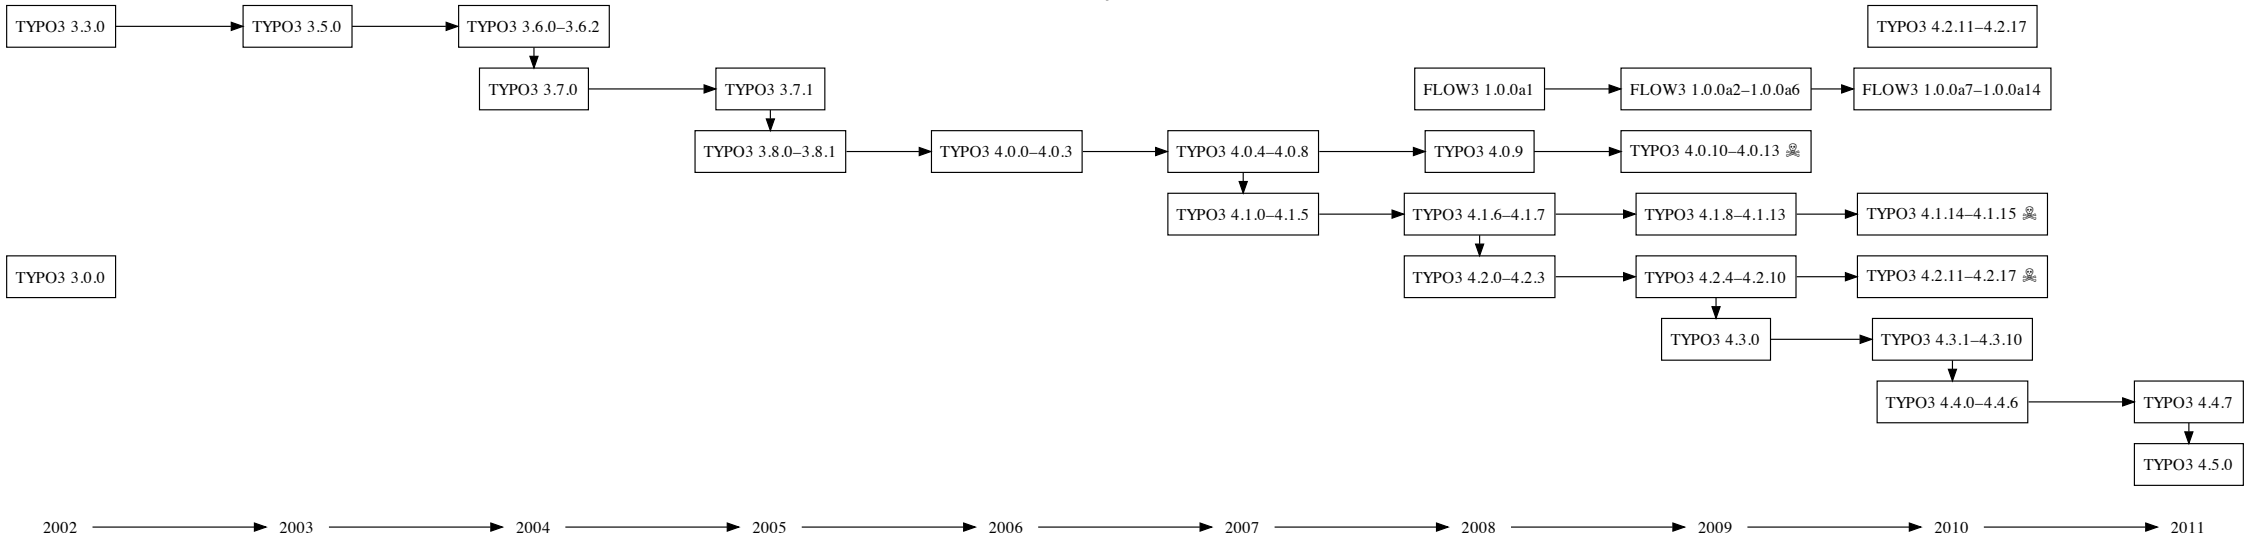 TYPO3 3.3.0
TYPO3 3.5.0
TYPO3 3.6.0–3.6.2
TYPO3 4.2.11–4.2.17
TYPO3 3.7.0
TYPO3 3.7.1
FLOW3 1.0.0a1
FLOW3 1.0.0a2–1.0.0a6
FLOW3 1.0.0a7–1.0.0a14
TYPO3 3.8.0–3.8.1
TYPO3 4.0.0–4.0.3
TYPO3 4.0.4–4.0.8
TYPO3 4.0.9
TYPO3 4.0.10–4.0.13 ☠
TYPO3 4.1.0–4.1.5
TYPO3 4.1.6–4.1.7
TYPO3 4.1.8–4.1.13
TYPO3 4.1.14–4.1.15 ☠
TYPO3 3.0.0
TYPO3 4.2.0–4.2.3
TYPO3 4.2.4–4.2.10
TYPO3 4.2.11–4.2.17 ☠
TYPO3 4.3.0
TYPO3 4.3.1–4.3.10
TYPO3 4.4.0–4.4.6
TYPO3 4.4.7
TYPO3 4.5.0
2002
2003
2004
2005
2006
2007
2008
2009
2010
2011